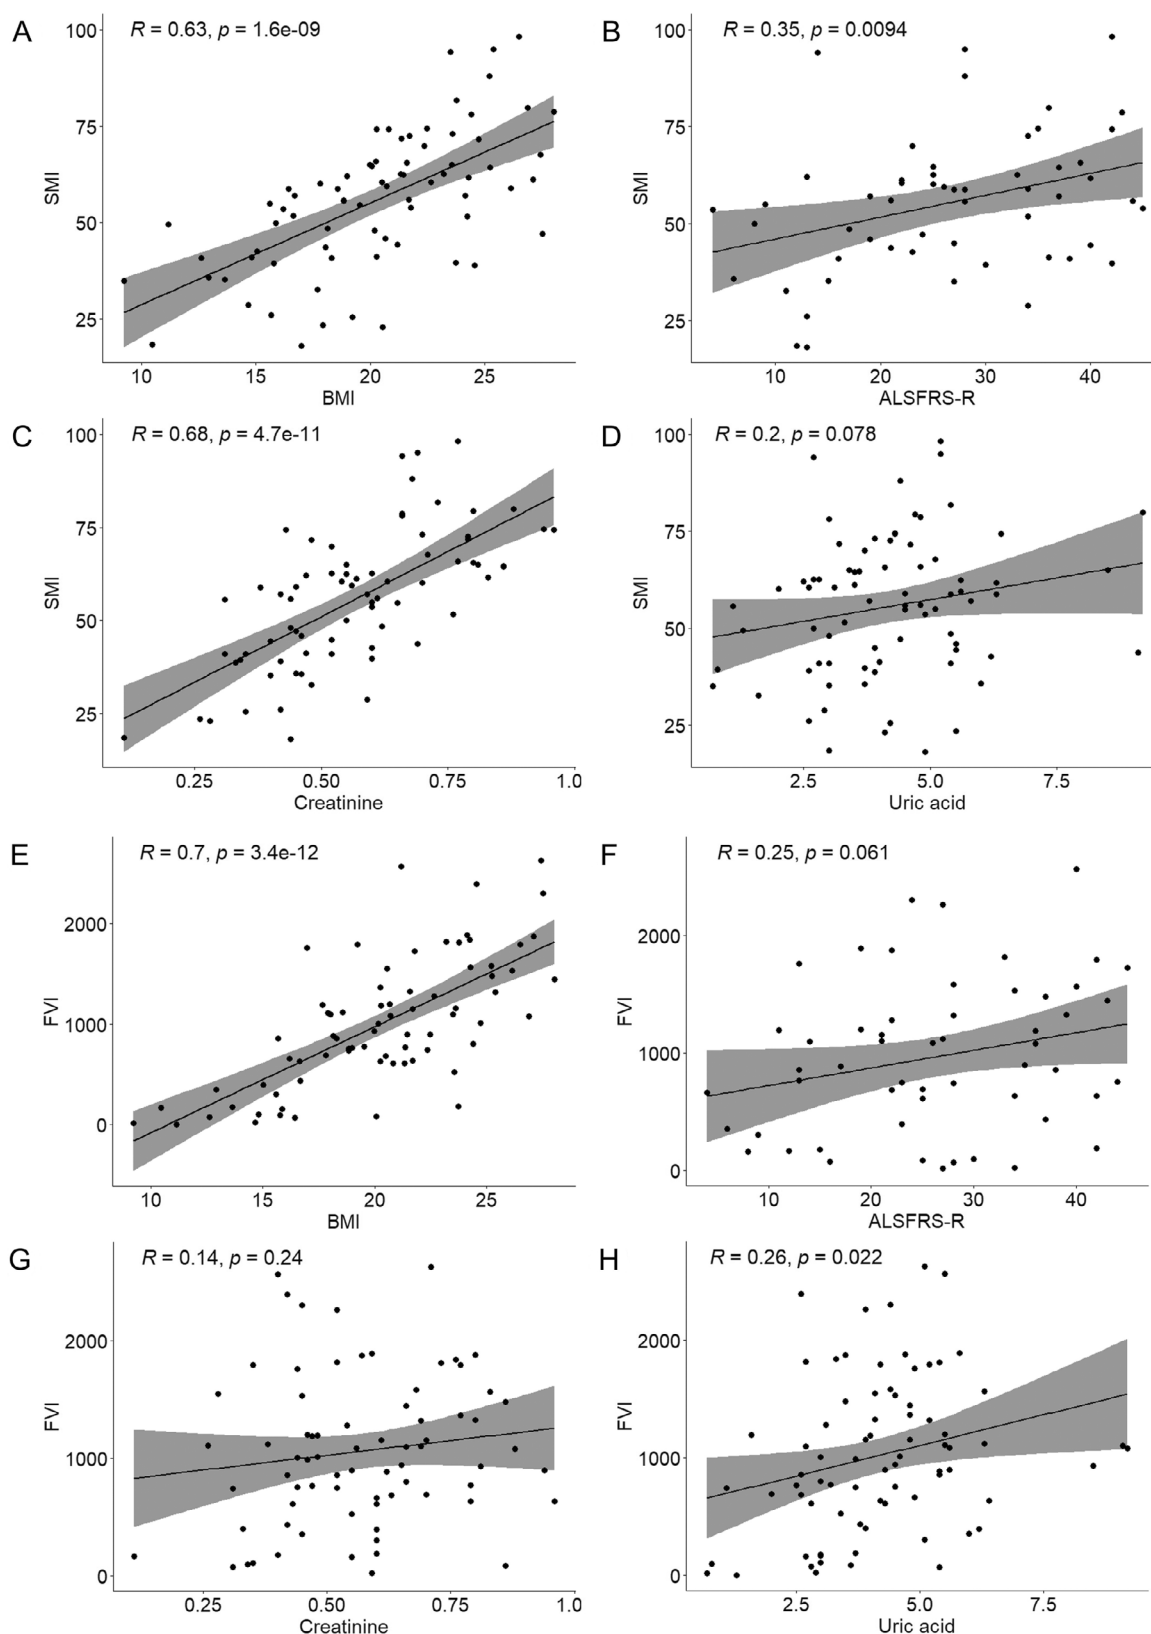 A
R = 0.63, p = 1.6e-09
100
75
50
25
SMI
10 15 20 25
BMI
B
R = 0.35, p = 0.0094
100
75
50
25
SMI
10 20 30 40
ALSFRS-R
C
R = 0.68, p = 4.7e-11
100
75
50
25
SMI
0.25 0.50 0.75 1.0
Creatinine
D
R = 0.2, p = 0.078
100
75
50
25
SMI
2.5 5.0 7.5
Uric acid
E
R = 0.7, p = 3.4e-12
2000
1000
0
FVI
10 15 20 25
BMI
F
R = 0.25, p = 0.061
2000
1000
0
FVI
10 20 30 40
ALSFRS-R
G
R = 0.14, p = 0.24
2000
1000
0
FVI
0.25 0.50 0.75 1.0
Creatinine
H
R = 0.26, p = 0.022
2000
1000
0
FVI
2.5 5.0 7.5
Uric acid